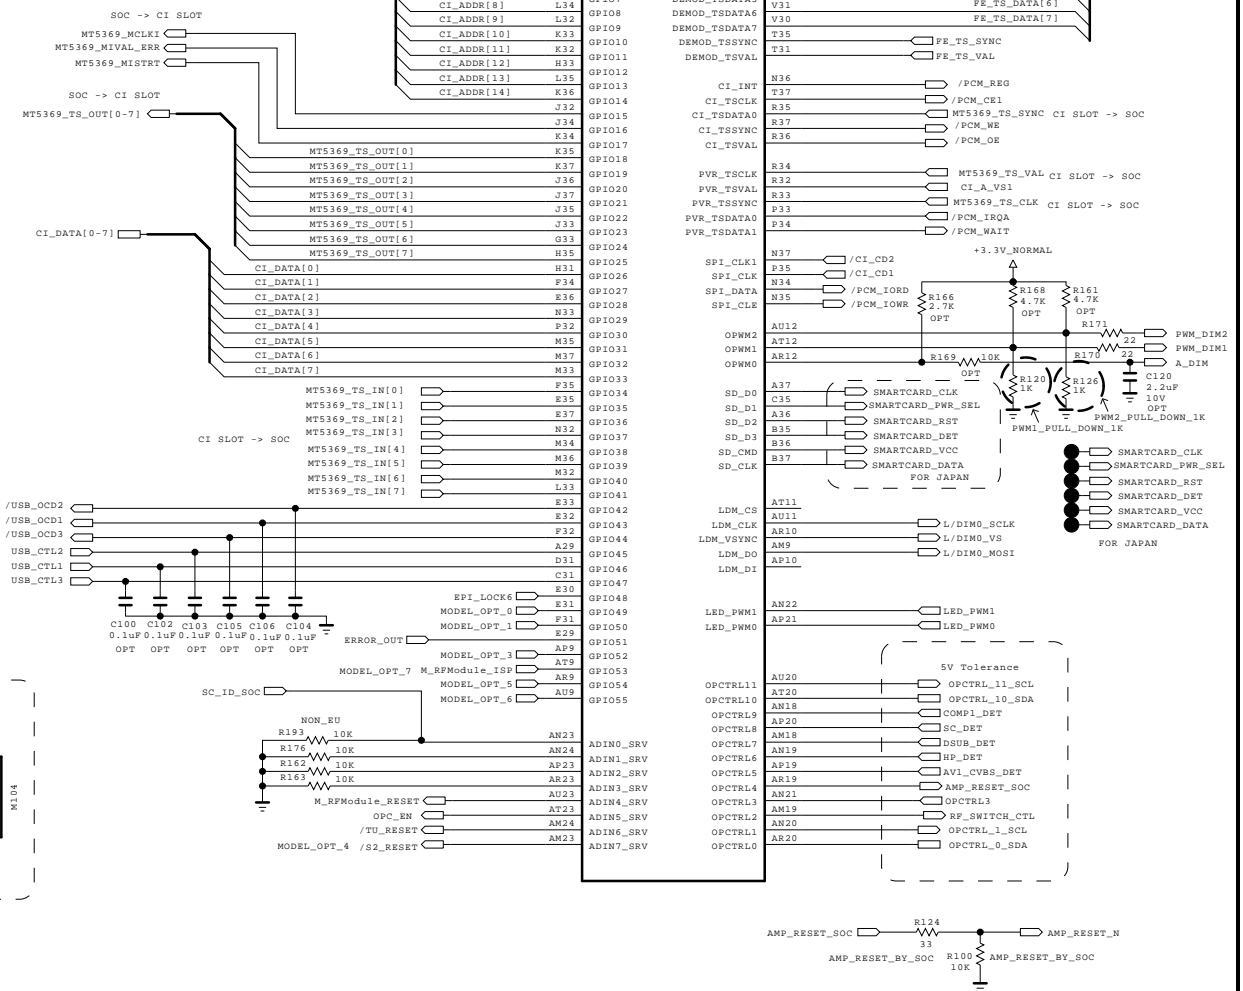 SOC -> CI SLOT
MT5369_MCLKI
MT5369_MIVAL_ERR
MT5369_MISTRT
SOC -> CI SLOT
MT5369_TS_OUT[0-7]
CI_DATA[0-7]
CI_ADDR[8] L34
CI_ADDR[9] L32 GPIO8
CI_ADDR[10] K33 GPIO9
CI_ADDR[11] K32 GPIO10
CI_ADDR[12] H33 GPIO11
CI_ADDR[13] L35 GPIO12
CI_ADDR[14] K36 GPIO13
GPIO14
J32 GPIO15
J34 GPIO16
K34 GPIO17
MT5369_TS_OUT[0] K35 GPIO18
MT5369_TS_OUT[1] K37 GPIO19
MT5369_TS_OUT[2] J36 GPIO20
MT5369_TS_OUT[3] J37 GPIO21
MT5369_TS_OUT[4] J35 GPIO22
MT5369_TS_OUT[5] J33 GPIO23
MT5369_TS_OUT[6] G33 GPIO24
MT5369_TS_OUT[7] H35 GPIO25
CI_DATA[0] H31 GPIO26
CI_DATA[1] F34 GPIO27
CI_DATA[2] E36 GPIO28
CI_DATA[3] N33 GPIO29
CI_DATA[4] P32 GPIO30
CI_DATA[5] M35 GPIO31
CI_DATA[6] M37 GPIO32
CI_DATA[7] M33 GPIO33
MT5369_TS_IN[0] F35 GPIO34
MT5369_TS_IN[1] E35 GPIO35
MT5369_TS_IN[2] E37 GPIO36
MT5369_TS_IN[3] N32 GPIO37
CI SLOT -> SOC
MT5369_TS_IN[4] M34 GPIO38
MT5369_TS_IN[5] M36 GPIO39
MT5369_TS_IN[6] M32 GPIO40
MT5369_TS_IN[7] L33 GPIO41
/USB_OCD2 E33 GPIO42
/USB_OCD1 E32 GPIO43
/USB_OCD3 F32 GPIO44
USB_CTL2 A29 GPIO45
USB_CTL1 D31 GPIO46
USB_CTL3 C31 GPIO47
EPI_LOCK6 E30 GPIO48
MODEL_OPT_0 E31 GPIO49
MODEL_OPT_1 F31 GPIO50
ERROR_OUT E29 GPIO51
MODEL_OPT_3 AP9 GPIO52
MODEL_OPT_7 M_RFModule_ISP AT9 GPIO53
MODEL_OPT_5 AR9 GPIO54
MODEL_OPT_6 AU9 GPIO55
C100 C102 C103 C105 C106 C104
0.1uF 0.1uF 0.1uF 0.1uF 0.1uF 0.1uF
OPT OPT OPT OPT OPT OPT
SC_ID_SOC
NON_EU
R193 10K AN23 ADIN0_SRV
R176 10K AN24 ADIN1_SRV
R162 10K AP23 ADIN2_SRV
R163 10K AR23 ADIN3_SRV
M_RFModule_RESET AU23 ADIN4_SRV
OPC_EN AT23 ADIN5_SRV
/TU_RESET AM24 ADIN6_SRV
MODEL_OPT_4 /S2_RESET AM23 ADIN7_SRV
M104
V31 FE_TS_DATA[6]
DEMOD_TSDATA6 V30 FE_TS_DATA[7]
DEMOD_TSDATA7 T35 FE_TS_SYNC
DEMOD_TSSYNC T31 FE_TS_VAL
DEMOD_TSVAL
CI_INT N36 /PCM_REG
CI_TSCLK T37 /PCM_CE1
CI_TSDATA0 R35 MT5369_TS_SYNC CI SLOT -> SOC
CI_TSSYNC R37 /PCM_WE
CI_TSVAL R36 /PCM_OE
PVR_TSCLK R34 MT5369_TS_VAL CI SLOT -> SOC
PVR_TSVAL R32 CI_A_VS1
PVR_TSSYNC R33 MT5369_TS_CLK CI SLOT -> SOC
PVR_TSDATA0 P33 /PCM_IRQA
PVR_TSDATA1 P34 /PCM_WAIT
SPI_CLK1 N37 /CI_CD2
SPI_CLK P35 /CI_CD1
SPI_DATA N34 /PCM_IORD
SPI_CLE N35 /PCM_IOWR
+3.3V_NORMAL
R166 2.7K OPT
R168 4.7K OPT
R161 4.7K OPT
OPWM2 AU12 R171 22 PWM_DIM2
OPWM1 AT12 R170 22 PWM_DIM1
OPWM0 AR12 R169 10K OPT A_DIM
R120 1K
R126 1K
C120 2.2uF 10V OPT
PWM2_PULL_DOWN_1K
PWM1_PULL_DOWN_1K
SD_D0 A37 SMARTCARD_CLK
SD_D1 C35 SMARTCARD_PWR_SEL
SD_D2 A36 SMARTCARD_RST
SD_D3 B35 SMARTCARD_DET
SD_CMD B36 SMARTCARD_VCC
SD_CLK B37 SMARTCARD_DATA
FOR JAPAN
SMARTCARD_CLK
SMARTCARD_PWR_SEL
SMARTCARD_RST
SMARTCARD_DET
SMARTCARD_VCC
SMARTCARD_DATA
FOR JAPAN
LDM_CS AT11
LDM_CLK AU11 L/DIM0_SCLK
LDM_VSYNC AR10 L/DIM0_VS
LDM_DO AM9 L/DIM0_MOSI
LDM_DI AP10
LED_PWM1 AN22 LED_PWM1
LED_PWM0 AP21 LED_PWM0
5V Tolerance
OPCTRL11 AU20 OPCTRL_11_SCL
OPCTRL10 AT20 OPCTRL_10_SDA
OPCTRL9 AN18 COMP1_DET
OPCTRL8 AP20 SC_DET
OPCTRL7 AM18 DSUB_DET
OPCTRL6 AN19 HP_DET
OPCTRL5 AP19 AV1_CVBS_DET
OPCTRL4 AR19 AMP_RESET_SOC
OPCTRL3 AN21 OPCTRL3
OPCTRL2 AM19 RF_SWITCH_CTL
OPCTRL1 AN20 OPCTRL_1_SCL
OPCTRL0 AR20 OPCTRL_0_SDA
AMP_RESET_SOC R124 33 AMP_RESET_N
AMP_RESET_BY_SOC R100 10K AMP_RESET_BY_SOC